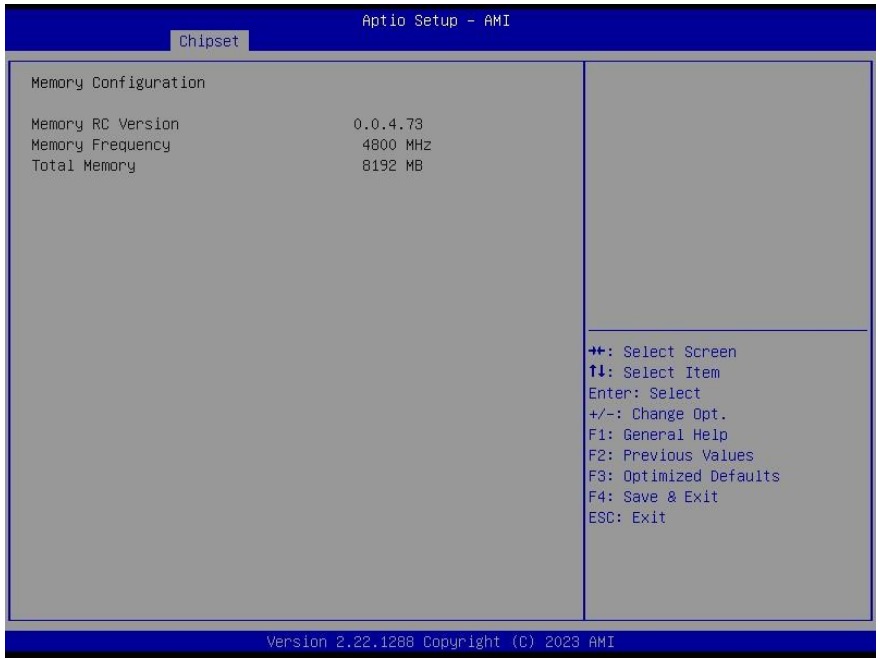 Aptio Setup - AMI
Chipset
Memory Configuration
Memory RC Version 0.0.4.73
Memory Frequency 4800 MHz
Total Memory 8192 MB
→←: Select Screen
↑↓: Select Item
Enter: Select
+/-: Change Opt.
F1: General Help
F2: Previous Values
F3: Optimized Defaults
F4: Save & Exit
ESC: Exit
Version 2.22.1288 Copyright (C) 2023 AMI